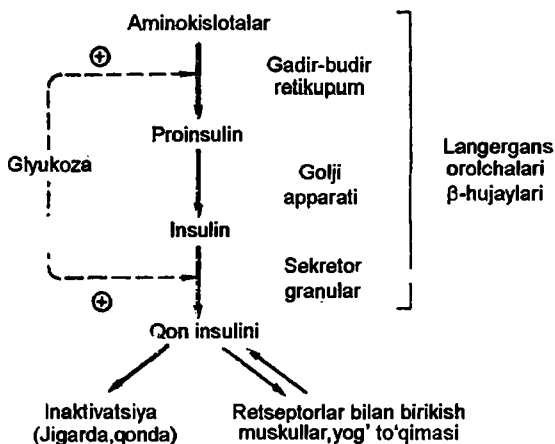 Aminokislotalar
⊕
Gadir-budir
retikupum
Proinsulin
Glyukoza
Langergans
orolchalari
β-hujaylari
Golji
apparati
Insulin
Sekretor
granular
⊕
Qon insulini
Inaktivatsiya
(Jigarda,qonda)
Retseptorlar bilan birikish
muskullar,yog' to'qimasi